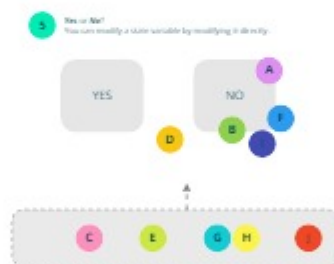 5
Yes or No?
You can modify a state variable by modifying it directly.
YES
NO
A
F
B
D
C
E
G
H